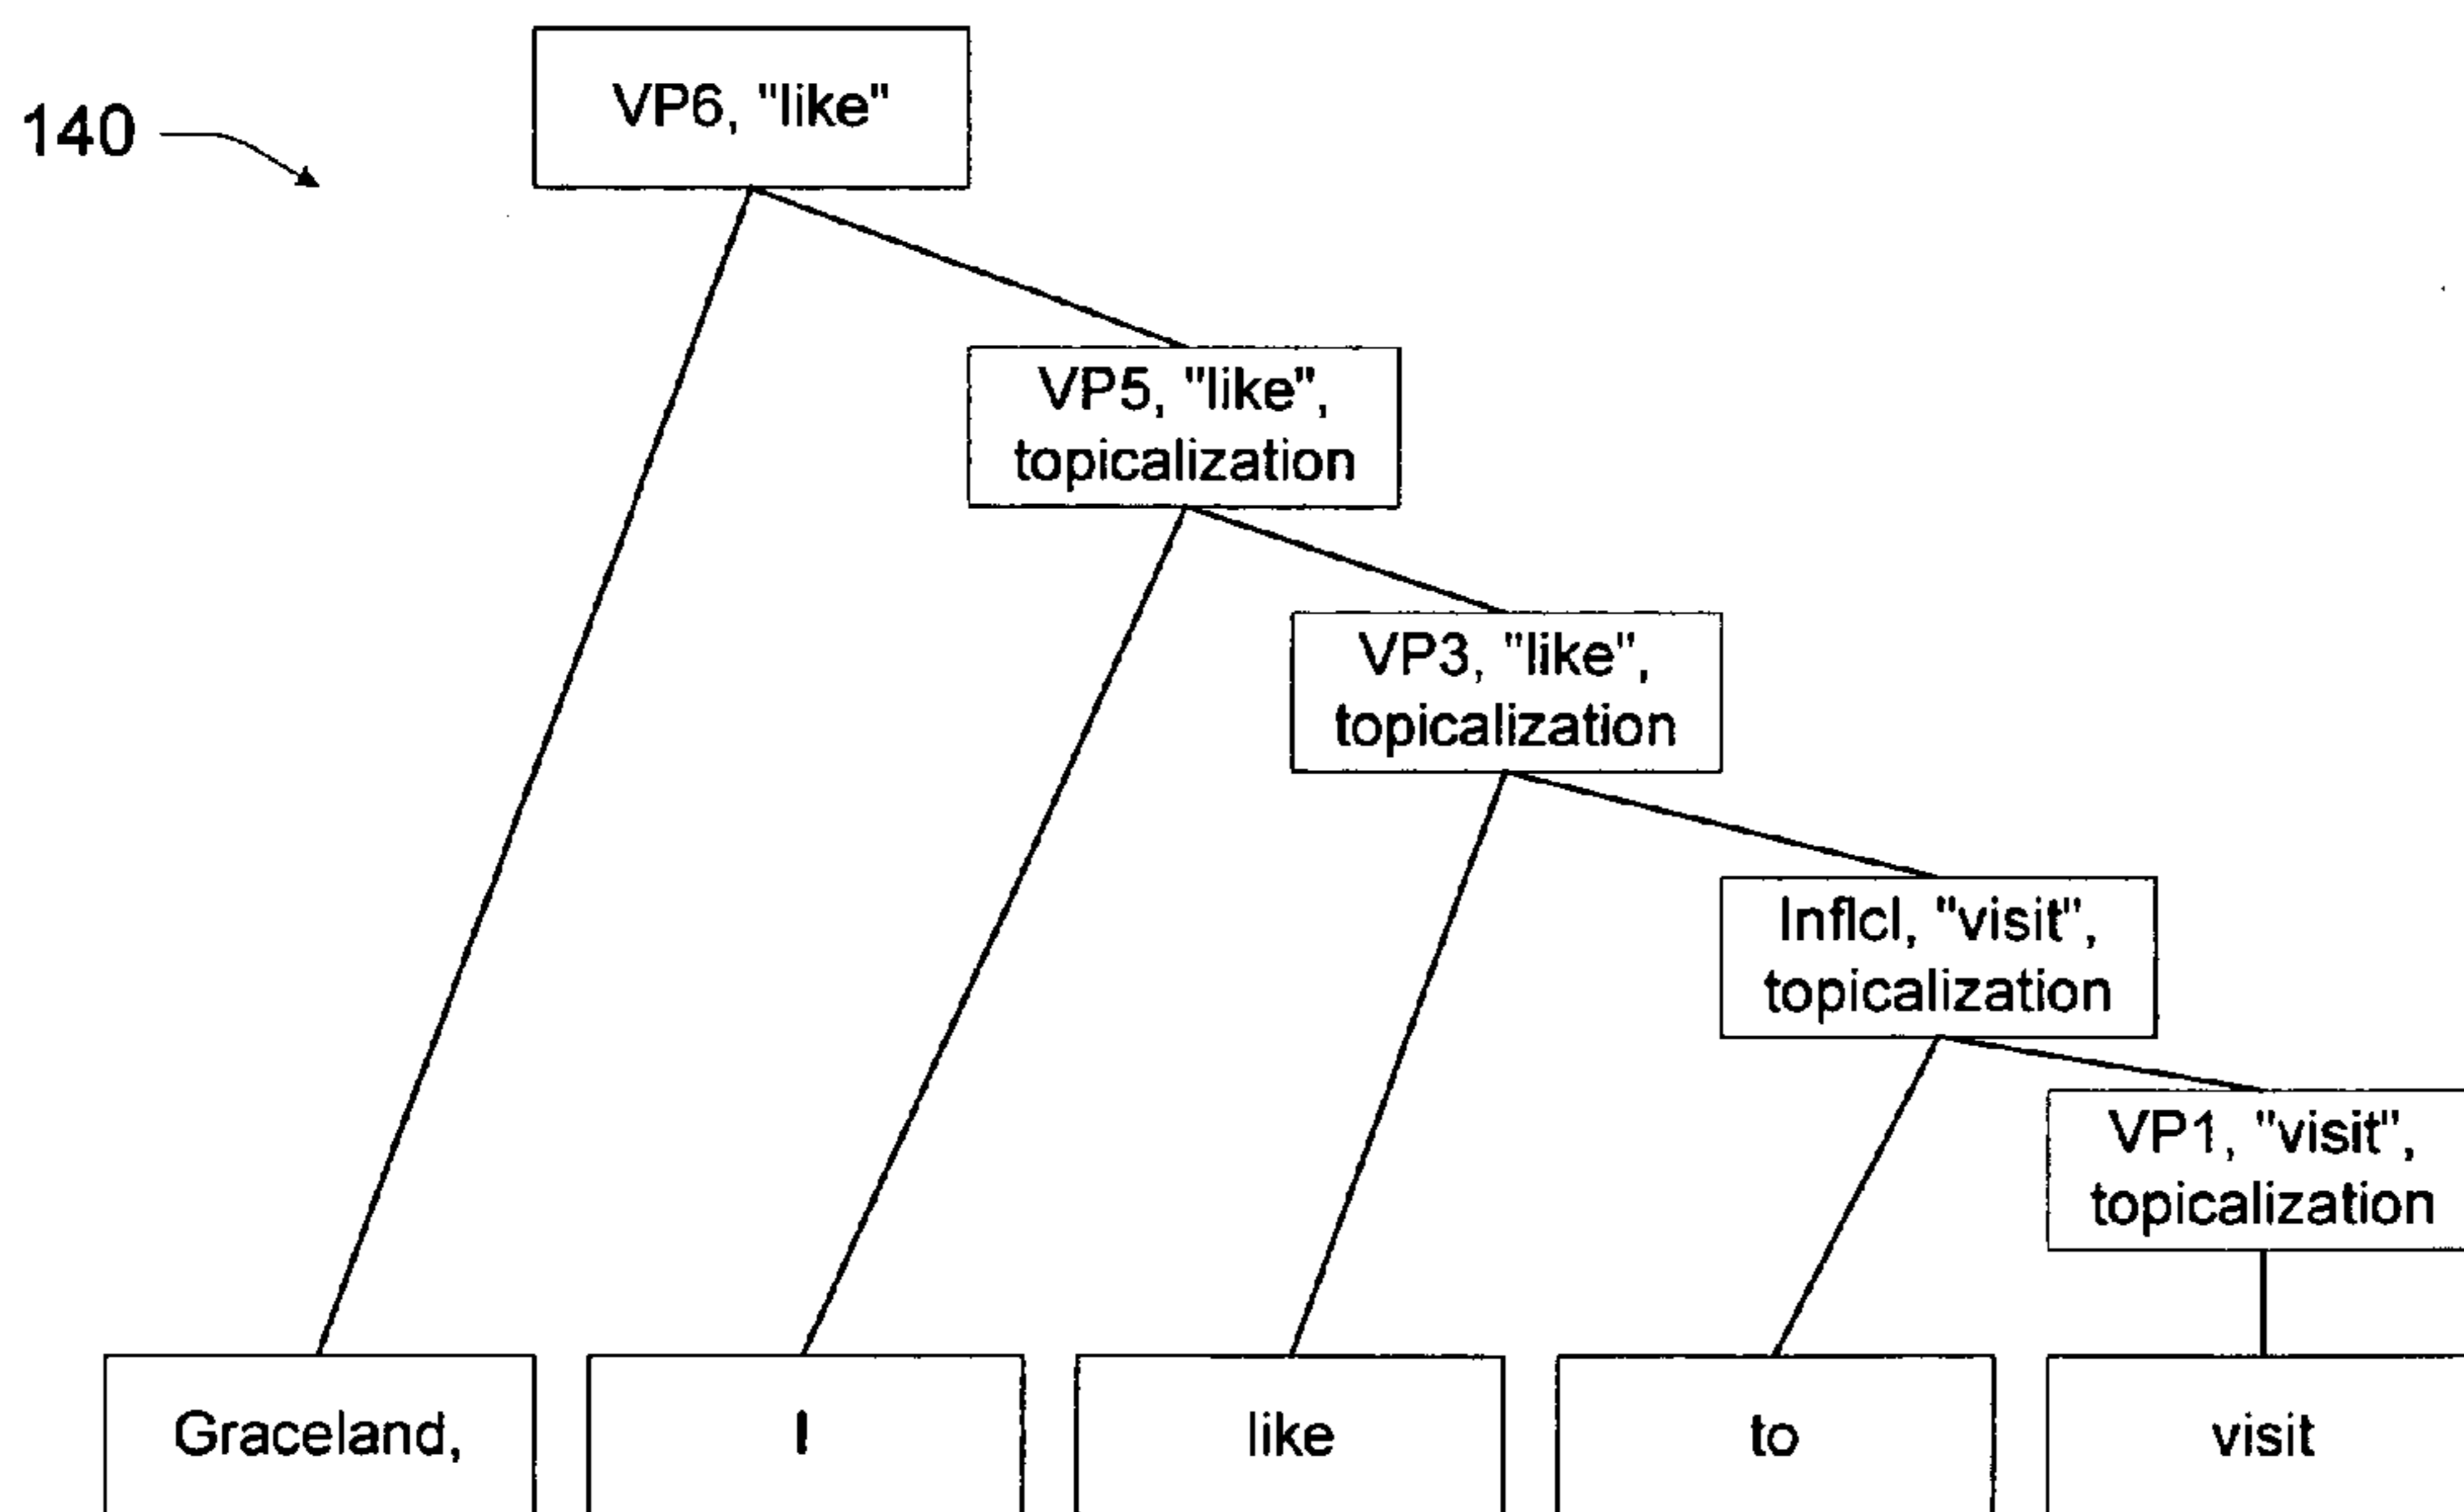 140
VP6, "like"
VP5, "like",
topicalization
VP3, "like",
topicalization
Inflcl, "visit",
topicalization
VP1, "visit",
topicalization
Graceland,
I
like
to
visit